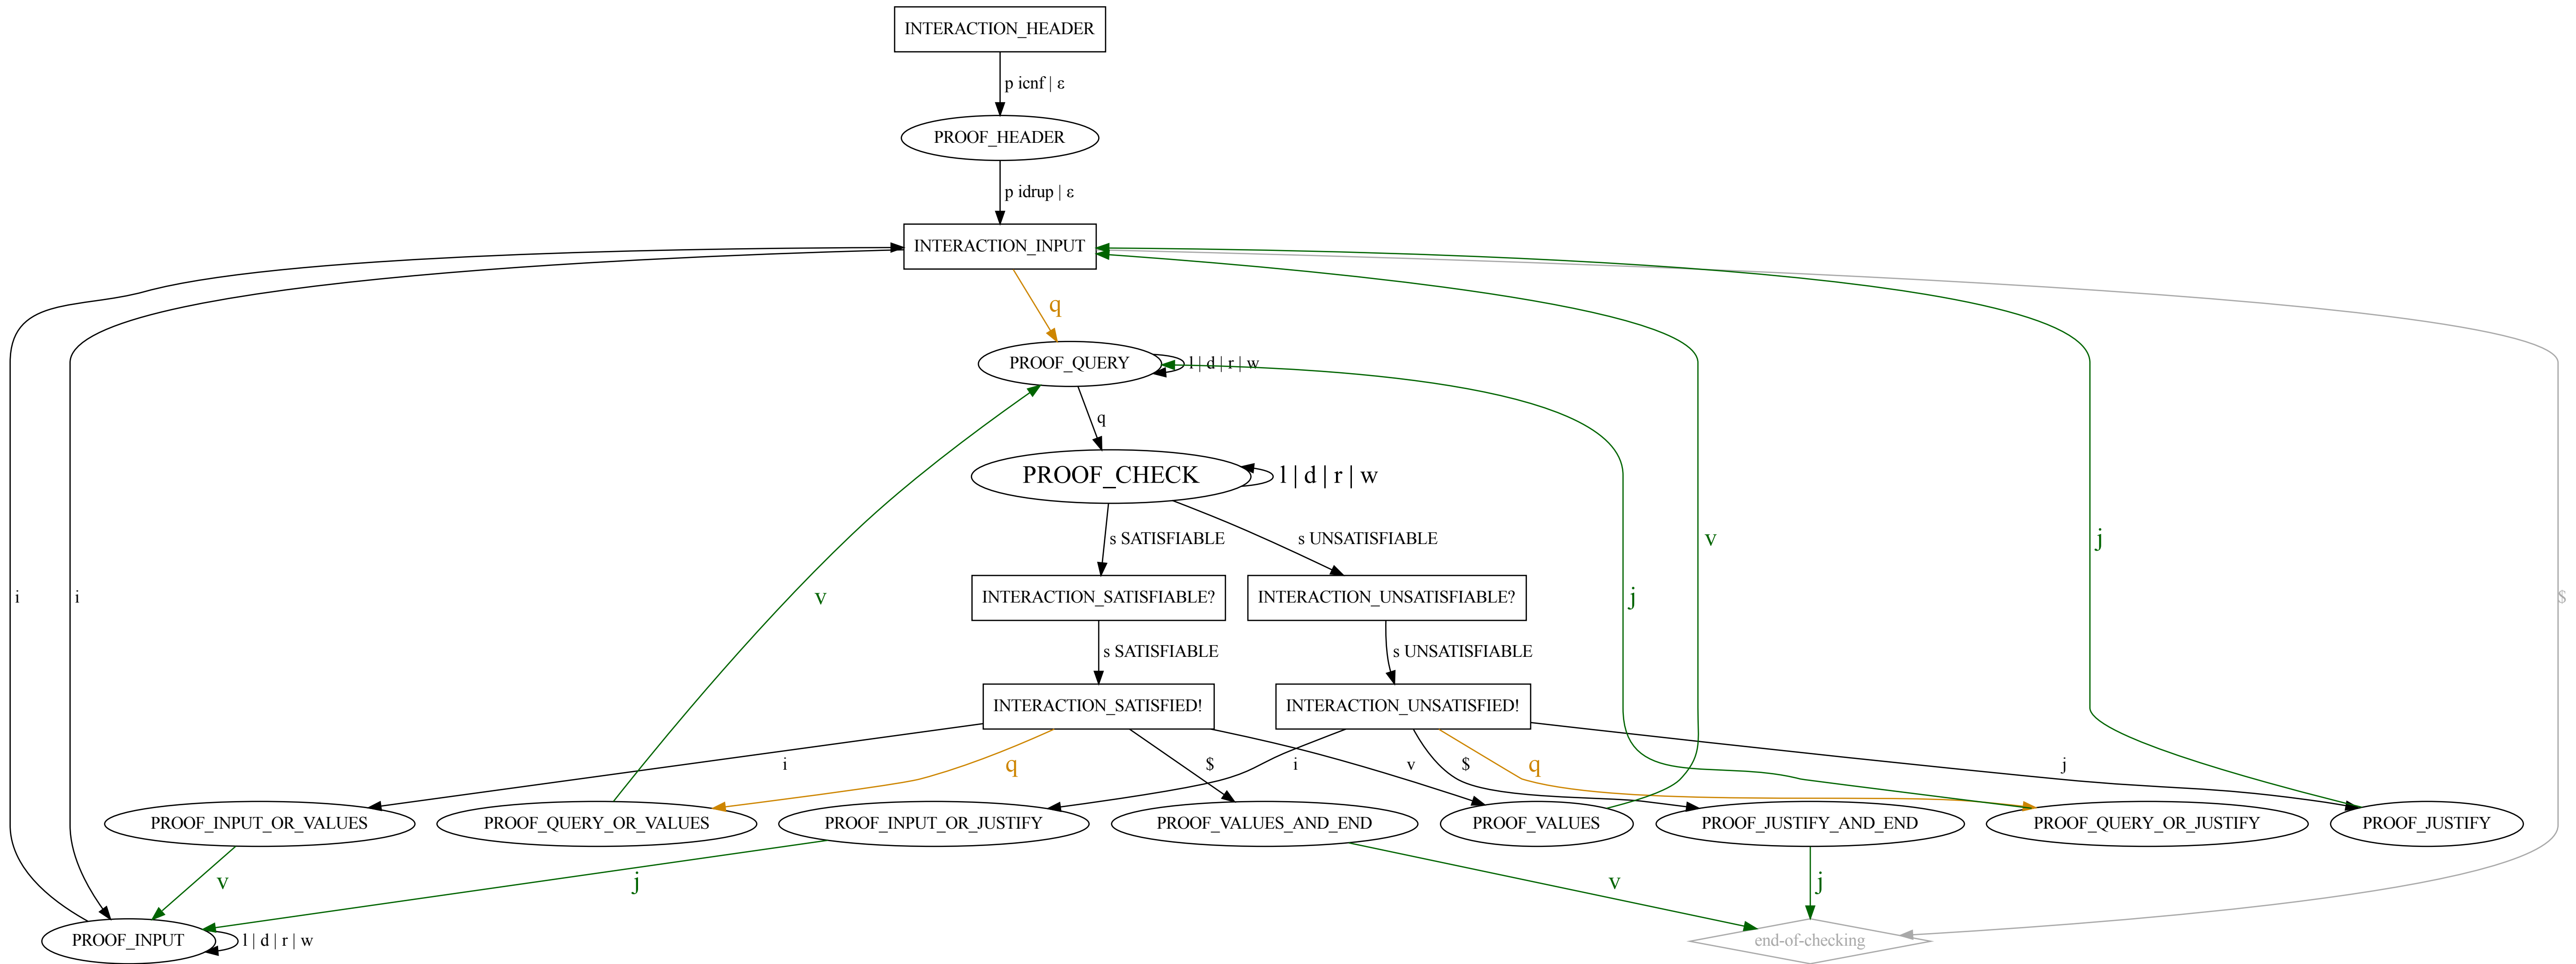 INTERACTION_HEADER
p icnf | ε
PROOF_HEADER
p idrup | ε
INTERACTION_INPUT
q
PROOF_QUERY
l | d | r | w
q
PROOF_CHECK
l | d | r | w
s SATISFIABLE
s UNSATISFIABLE
v
j
i
i
v
INTERACTION_SATISFIABLE?
INTERACTION_UNSATISFIABLE?
j
$
s SATISFIABLE
s UNSATISFIABLE
INTERACTION_SATISFIED!
INTERACTION_UNSATISFIED!
i
q
$
i
v
$
q
j
PROOF_INPUT_OR_VALUES
PROOF_QUERY_OR_VALUES
PROOF_INPUT_OR_JUSTIFY
PROOF_VALUES_AND_END
PROOF_VALUES
PROOF_JUSTIFY_AND_END
PROOF_QUERY_OR_JUSTIFY
PROOF_JUSTIFY
v
j
v
j
PROOF_INPUT
l | d | r | w
end-of-checking